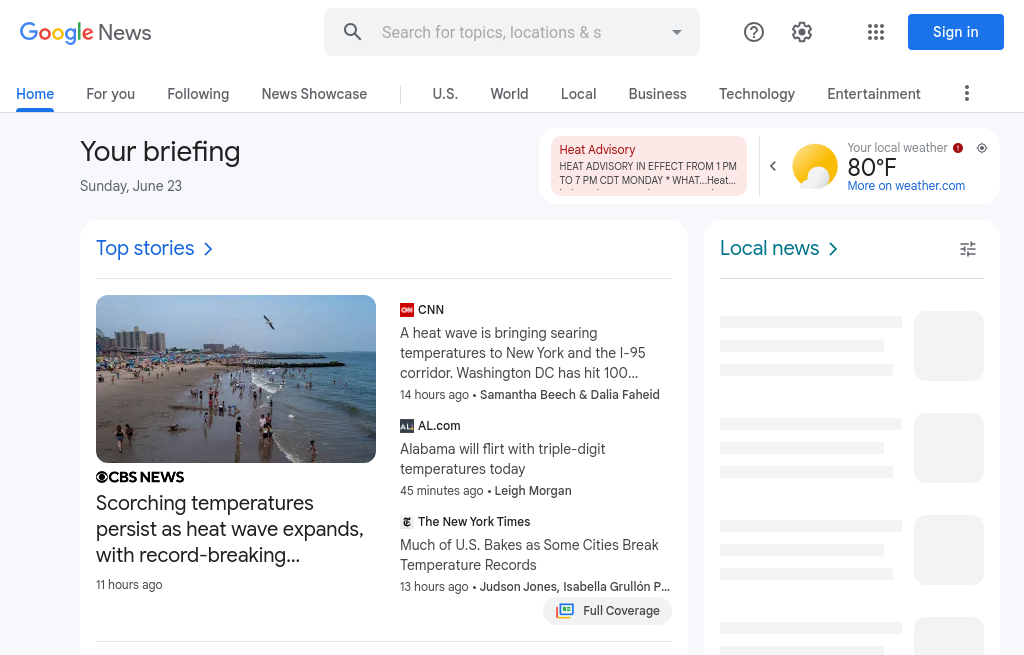 Google News
Search for topics, locations & s
Sign in
Home
For you
Following
News Showcase
U.S.
World
Local
Business
Technology
Entertainment
Your briefing
Sunday, June 23
Heat Advisory
HEAT ADVISORY IN EFFECT FROM 1 PM
TO 7 PM CDT MONDAY * WHAT...Heat...
Your local weather
80°F
More on weather.com
Top stories
Local news
CBS NEWS
Scorching temperatures
persist as heat wave expands,
with record-breaking...
11 hours ago
CNN
A heat wave is bringing searing
temperatures to New York and the I-95
corridor. Washington DC has hit 100...
14 hours ago • Samantha Beech & Dalia Faheid
AL.com
Alabama will flirt with triple-digit
temperatures today
45 minutes ago • Leigh Morgan
The New York Times
Much of U.S. Bakes as Some Cities Break
Temperature Records
13 hours ago • Judson Jones, Isabella Grullón P...
Full Coverage